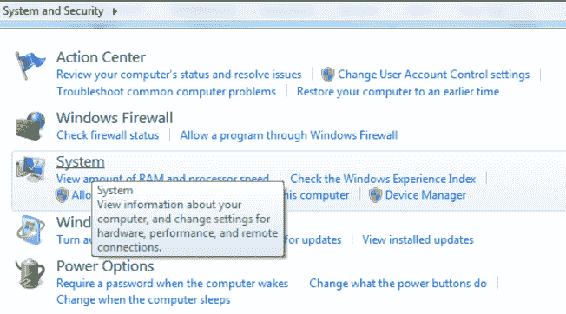 System and Security
Action Center
Review your computer's status and resolve issues Change User Account Control settings
Troubleshoot common computer problems Restore your computer to an earlier time
Windows Firewall
Check firewall status Allow a program through Windows Firewall
System
View amount of RAM and processor speed Check the Windows Experience Index
Allo his computer Device Manager
System
View information about your
computer, and change settings for
hardware, performance, and remote
connections.
Wind
Turn au for updates View installed updates
Power Options
Require a password when the computer wakes Change what the power buttons do
Change when the computer sleeps